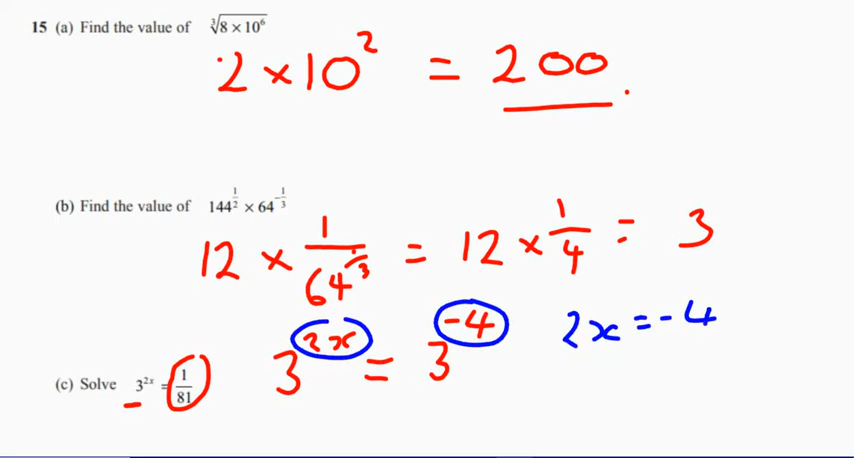 15 (a) Find the value of ∛(8 × 10⁶)
2 × 10² = 200
(b) Find the value of 144^(1/2) × 64^(-1/3)
12 × 1/64^(1/3) = 12 × 1/4 = 3
3^(2x) = 3^(-4) 2x = -4
(c) Solve 3^(2x) = 1/81